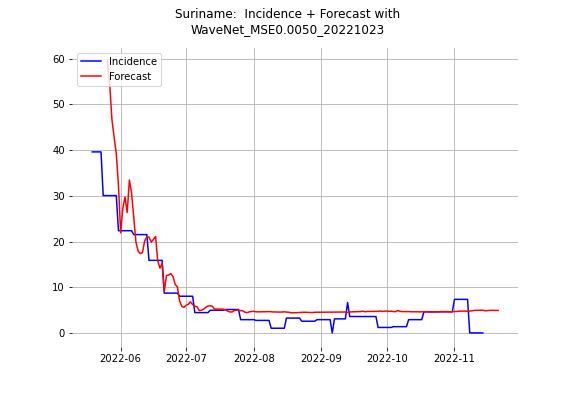 Suriname:  Incidence + Forecast with
WaveNet_MSE0.0050_20221023
Incidence
Forecast
60
50
40
30
20
10
0
2022-06 2022-07 2022-08 2022-09 2022-10 2022-11